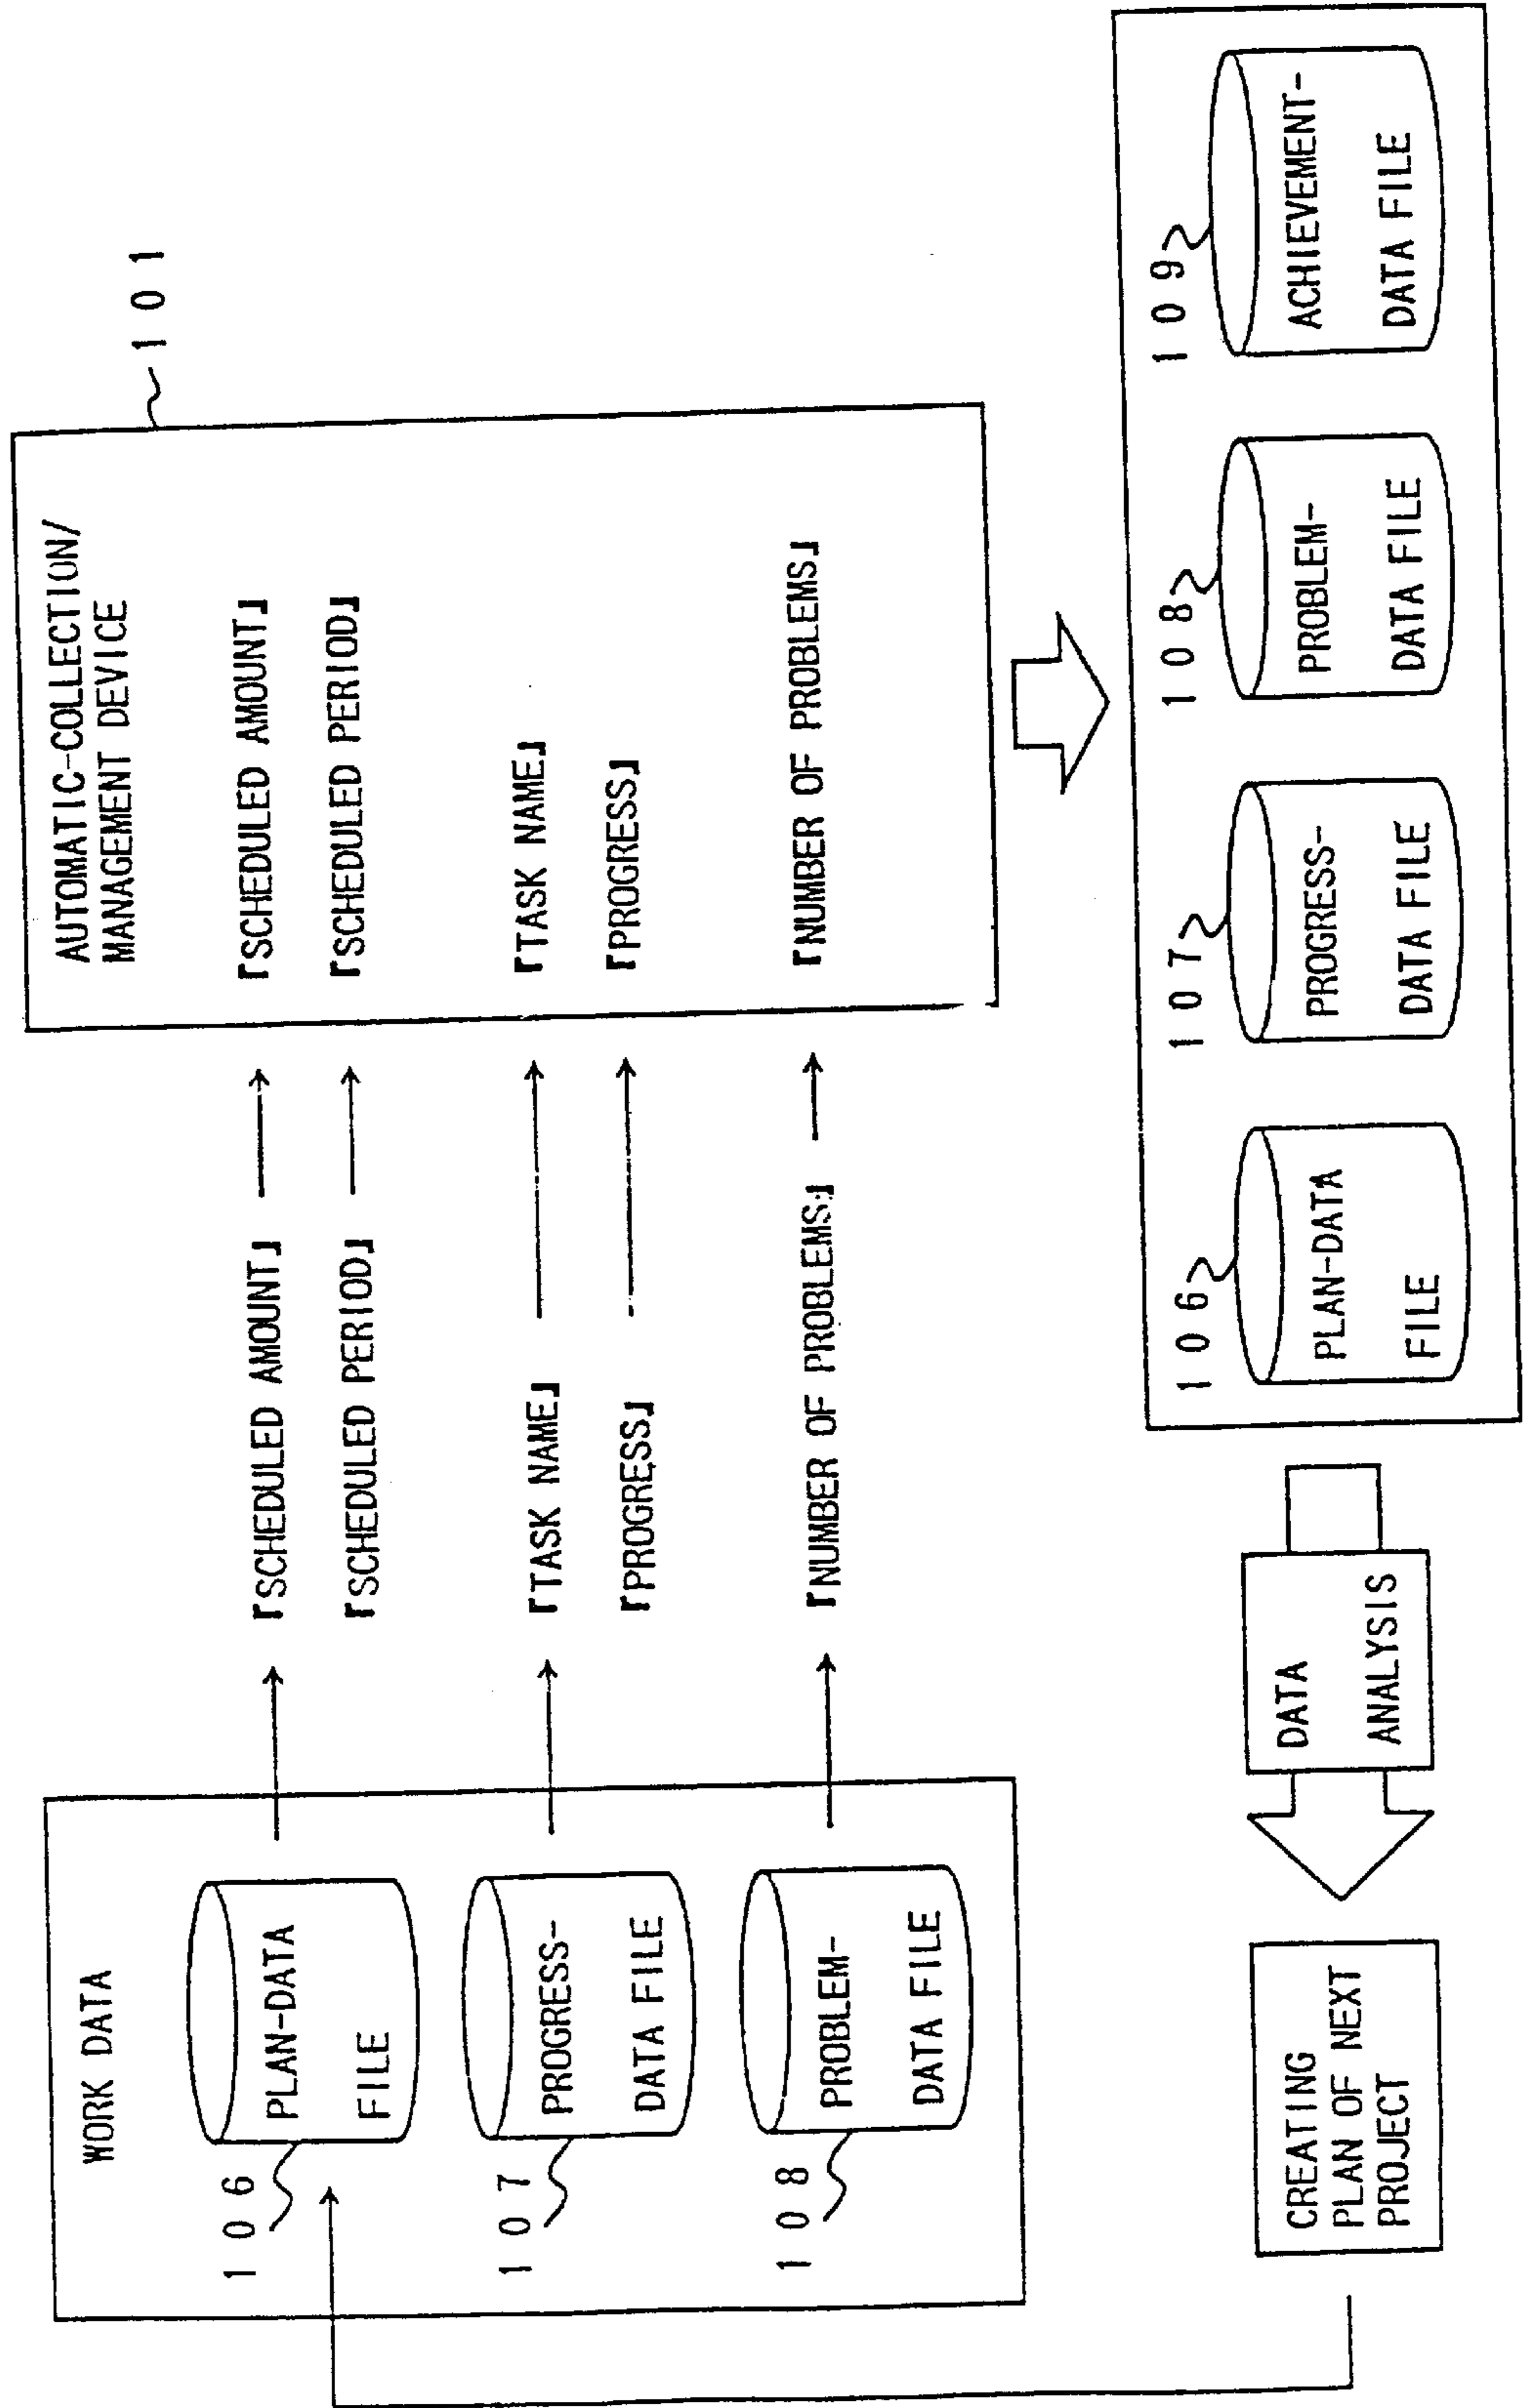 WORK DATA
106
PLAN-DATA
FILE
107
PROGRESS-
DATA FILE
108
PROBLEM-
DATA FILE
「SCHEDULED AMOUNT」
「SCHEDULED PERIOD」
「TASK NAME」
「PROGRESS」
「NUMBER OF PROBLEMS」
AUTOMATIC-COLLECTION/
MANAGEMENT DEVICE
101
「SCHEDULED AMOUNT」
「SCHEDULED PERIOD」
「TASK NAME」
「PROGRESS」
「NUMBER OF PROBLEMS」
106
PLAN-DATA
FILE
107
PROGRESS-
DATA FILE
108
PROBLEM-
DATA FILE
109
ACHIEVEMENT-
DATA FILE
DATA
ANALYSIS
CREATING
PLAN OF NEXT
PROJECT